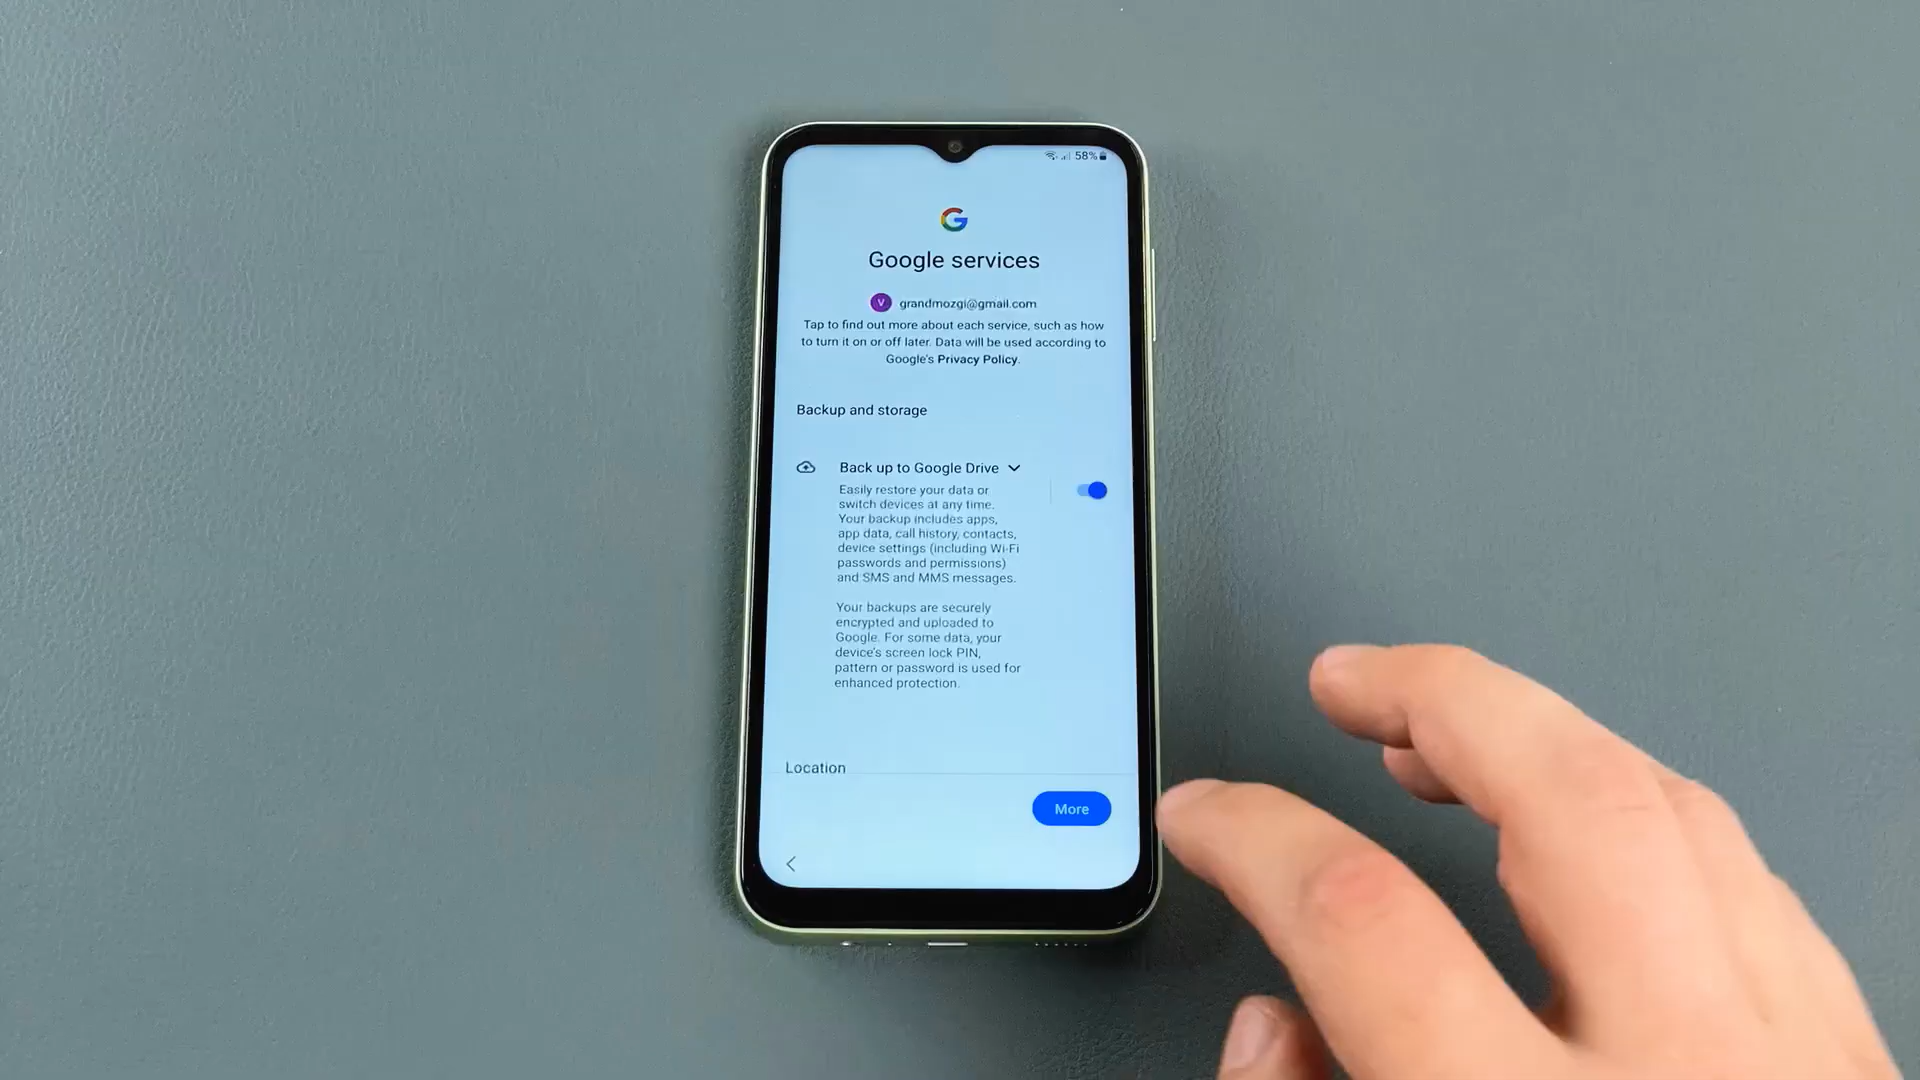 58%
G
Google services
V grandmozgi@gmail.com
Tap to find out more about each service, such as how
to turn it on or off later. Data will be used according to
Google's Privacy Policy.
Backup and storage
Back up to Google Drive
Easily restore your data or
switch devices at any time.
Your backup includes apps,
app data, call history, contacts,
device settings (including Wi-Fi
passwords and permissions)
and SMS and MMS messages.
Your backups are securely
encrypted and uploaded to
Google. For some data, your
device's screen lock PIN,
pattern or password is used for
enhanced protection.
Location
More